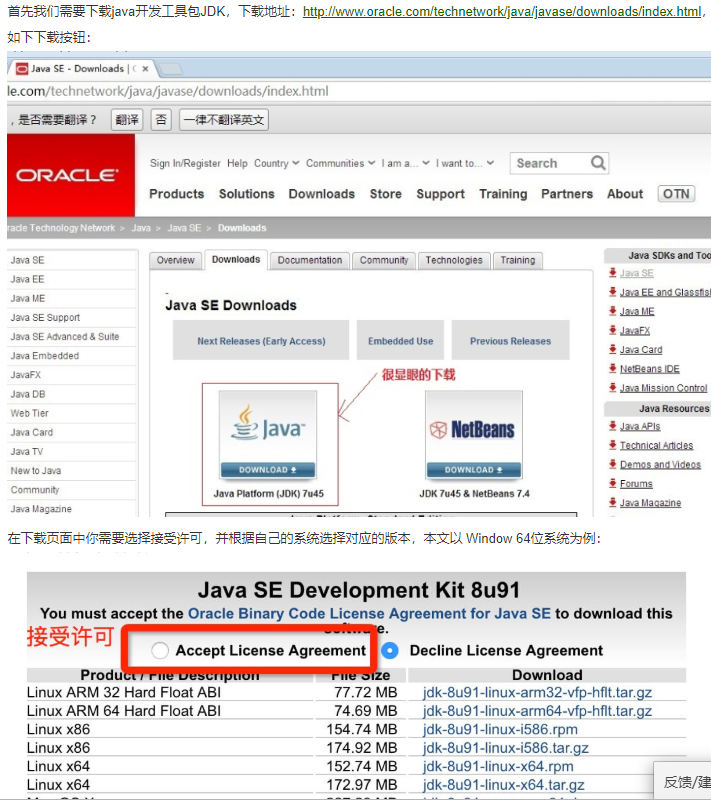 首先我们需要下载java开发工具包JDK，下载地址：http://www.oracle.com/technetwork/java/javase/downloads/index.html，
如下下载按钮：
Java SE - Downloads |
le.com/technetwork/java/javase/downloads/index.html
，是否需要翻译？ 翻译 否 一律不翻译英文
ORACLE
Sign In/Register Help Country Communities I am a... I want to... Search
Products Solutions Downloads Store Support Training Partners About OTN
racle Technology Network > Java > Java SE > Downloads
Java SE
Java EE
Java ME
Java SE Support
Java SE Advanced & Suite
Java Embedded
JavaFX
Java DB
Web Tier
Java Card
Java TV
New to Java
Community
Java Magazine
Overview Downloads Documentation Community Technologies Training
Java SE Downloads
Next Releases (Early Access) Embedded Use Previous Releases
很显眼的下载
Java
DOWNLOAD
Java Platform (JDK) 7u45
NetBeans
DOWNLOAD
JDK 7u45 & NetBeans 7.4
Java SDKs and Too
Java SE
Java EE and Glassfis
Java ME
JavaFX
Java Card
NetBeans IDE
Java Mission Control
Java Resources
Java APIs
Technical Articles
Demos and Videos
Forums
Java Magazine
在下载页面中你需要选择接受许可，并根据自己的系统选择对应的版本，本文以 Window 64位系统为例：
Java SE Development Kit 8u91
You must accept the Oracle Binary Code License Agreement for Java SE to download this
software.
接受许可
Accept License Agreement Decline License Agreement
Product / File Description File Size Download
Linux ARM 32 Hard Float ABI 77.72 MB jdk-8u91-linux-arm32-vfp-hflt.tar.gz
Linux ARM 64 Hard Float ABI 74.69 MB jdk-8u91-linux-arm64-vfp-hflt.tar.gz
Linux x86 154.74 MB jdk-8u91-linux-i586.rpm
Linux x86 174.92 MB jdk-8u91-linux-i586.tar.gz
Linux x64 152.74 MB jdk-8u91-linux-x64.rpm
Linux x64 172.97 MB jdk-8u91-linux-x64.tar.gz
反馈/建